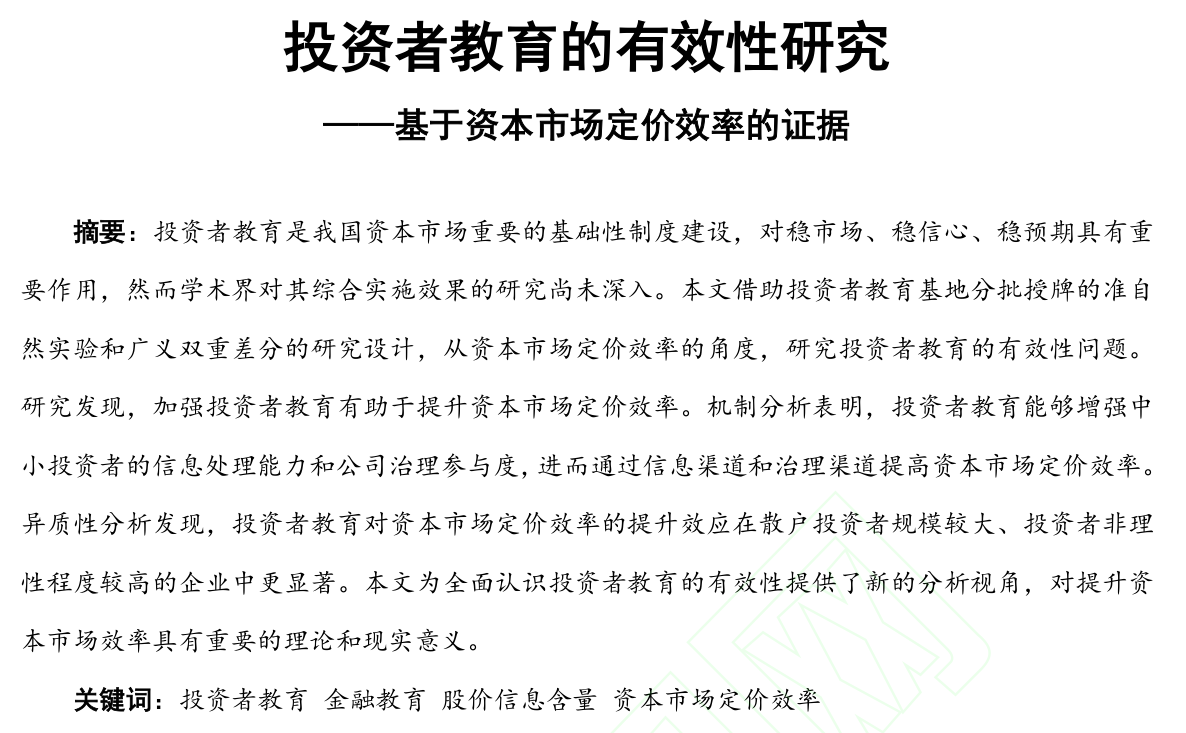 投资者教育的有效性研究
——基于资本市场定价效率的证据
摘要：投资者教育是我国资本市场重要的基础性制度建设，对稳市场、稳信心、稳预期具有重
要作用，然而学术界对其综合实施效果的研究尚未深入。本文借助投资者教育基地分批授牌的准自
然实验和广义双重差分的研究设计，从资本市场定价效率的角度，研究投资者教育的有效性问题。
研究发现，加强投资者教育有助于提升资本市场定价效率。机制分析表明，投资者教育能够增强中
小投资者的信息处理能力和公司治理参与度，进而通过信息渠道和治理渠道提高资本市场定价效率。
异质性分析发现，投资者教育对资本市场定价效率的提升效应在散户投资者规模较大、投资者非理
性程度较高的企业中更显著。本文为全面认识投资者教育的有效性提供了新的分析视角，对提升资
本市场效率具有重要的理论和现实意义。
关键词：投资者教育 金融教育 股价信息含量 资本市场定价效率